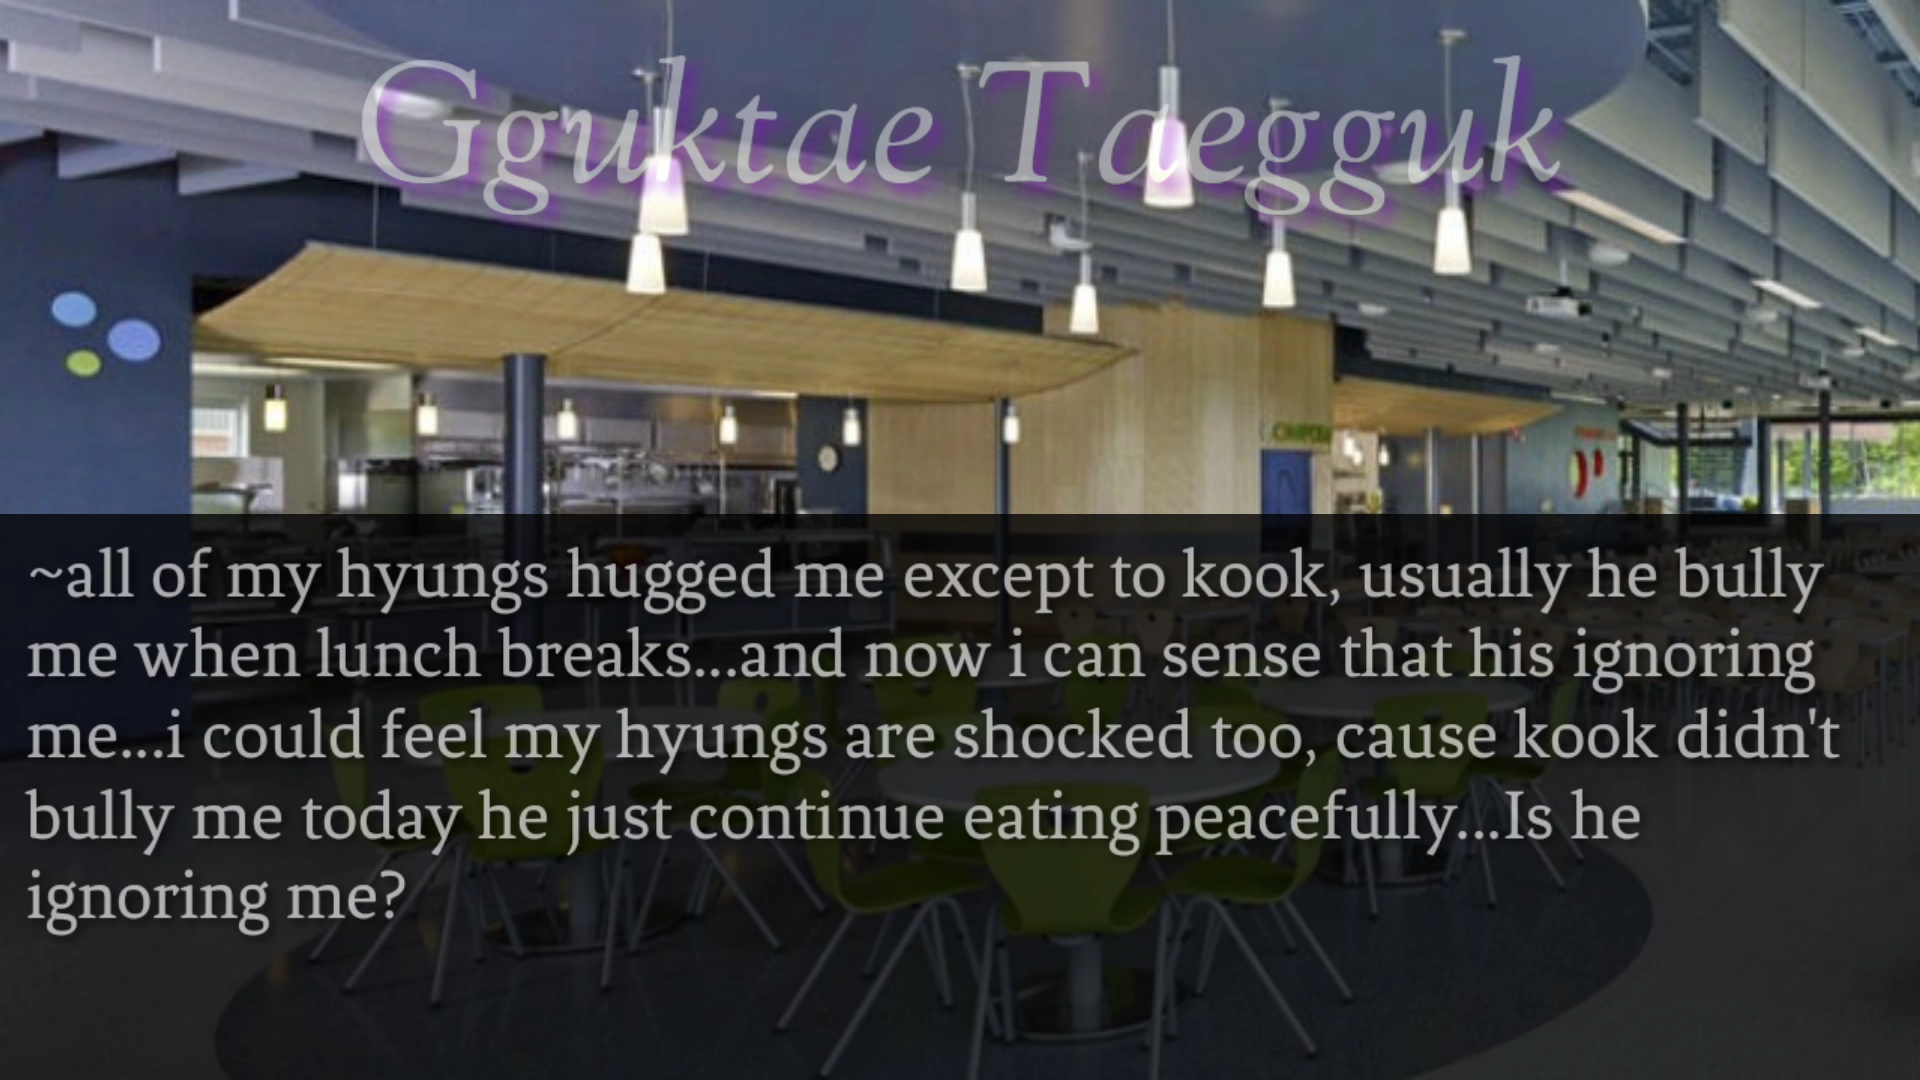 Gguktae Taegguk
~all of my hyungs hugged me except to kook, usually he bully
me when lunch breaks...and now i can sense that his ignoring
me...i could feel my hyungs are shocked too, cause kook didn't
bully me today he just continue eating peacefully...Is he
ignoring me?